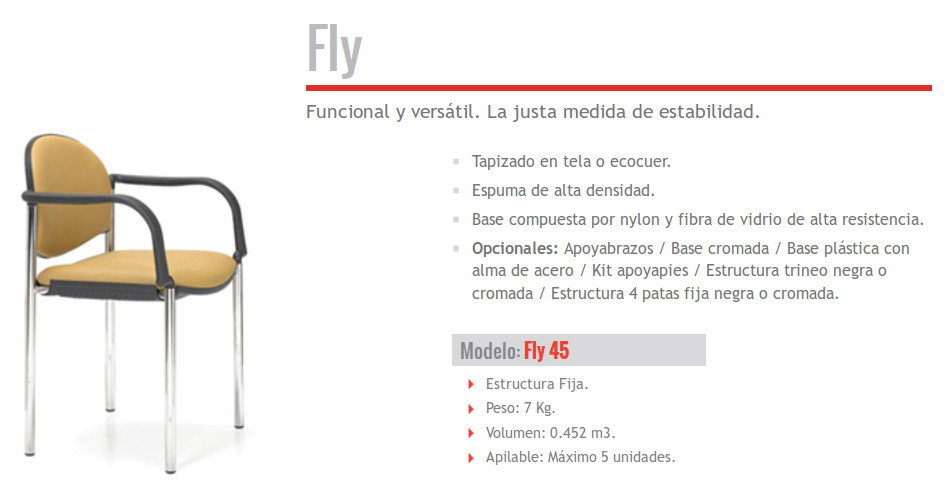 Fly
Funcional y versátil. La justa medida de estabilidad.
Tapizado en tela o ecocuer.
Espuma de alta densidad.
Base compuesta por nylon y fibra de vidrio de alta resistencia.
Opcionales: Apoyabrazos / Base cromada / Base plástica con
alma de acero / Kit apoyapies / Estructura trineo negra o
cromada / Estructura 4 patas fija negra o cromada.
Modelo: Fly 45
Estructura Fija.
Peso: 7 Kg.
Volumen: 0.452 m3.
Apilable: Máximo 5 unidades.